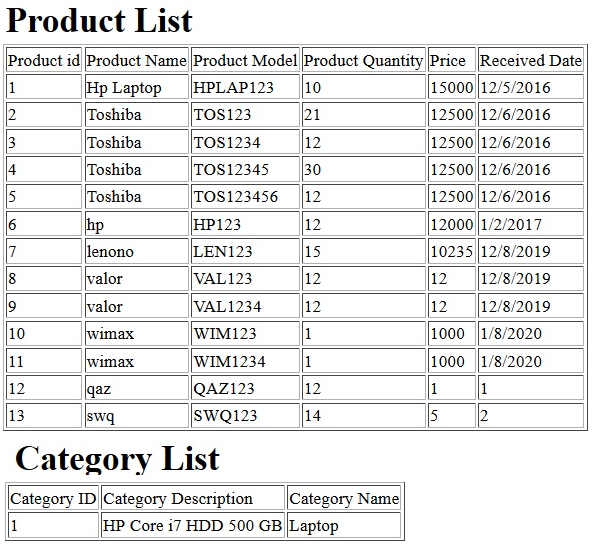 Product List
Product id Product Name Product Model Product Quantity Price Received Date
1 Hp Laptop HPLAP123 10 15000 12/5/2016
2 Toshiba TOS123 21 12500 12/6/2016
3 Toshiba TOS1234 12 12500 12/6/2016
4 Toshiba TOS12345 30 12500 12/6/2016
5 Toshiba TOS123456 12 12500 12/6/2016
6 hp HP123 12 12000 1/2/2017
7 lenono LEN123 15 10235 12/8/2019
8 valor VAL123 12 12 12/8/2019
9 valor VAL1234 12 12 12/8/2019
10 wimax WIM123 1 1000 1/8/2020
11 wimax WIM1234 1 1000 1/8/2020
12 qaz QAZ123 12 1 1
13 swq SWQ123 14 5 2
Category List
Category ID Category Description Category Name
1 HP Core i7 HDD 500 GB Laptop